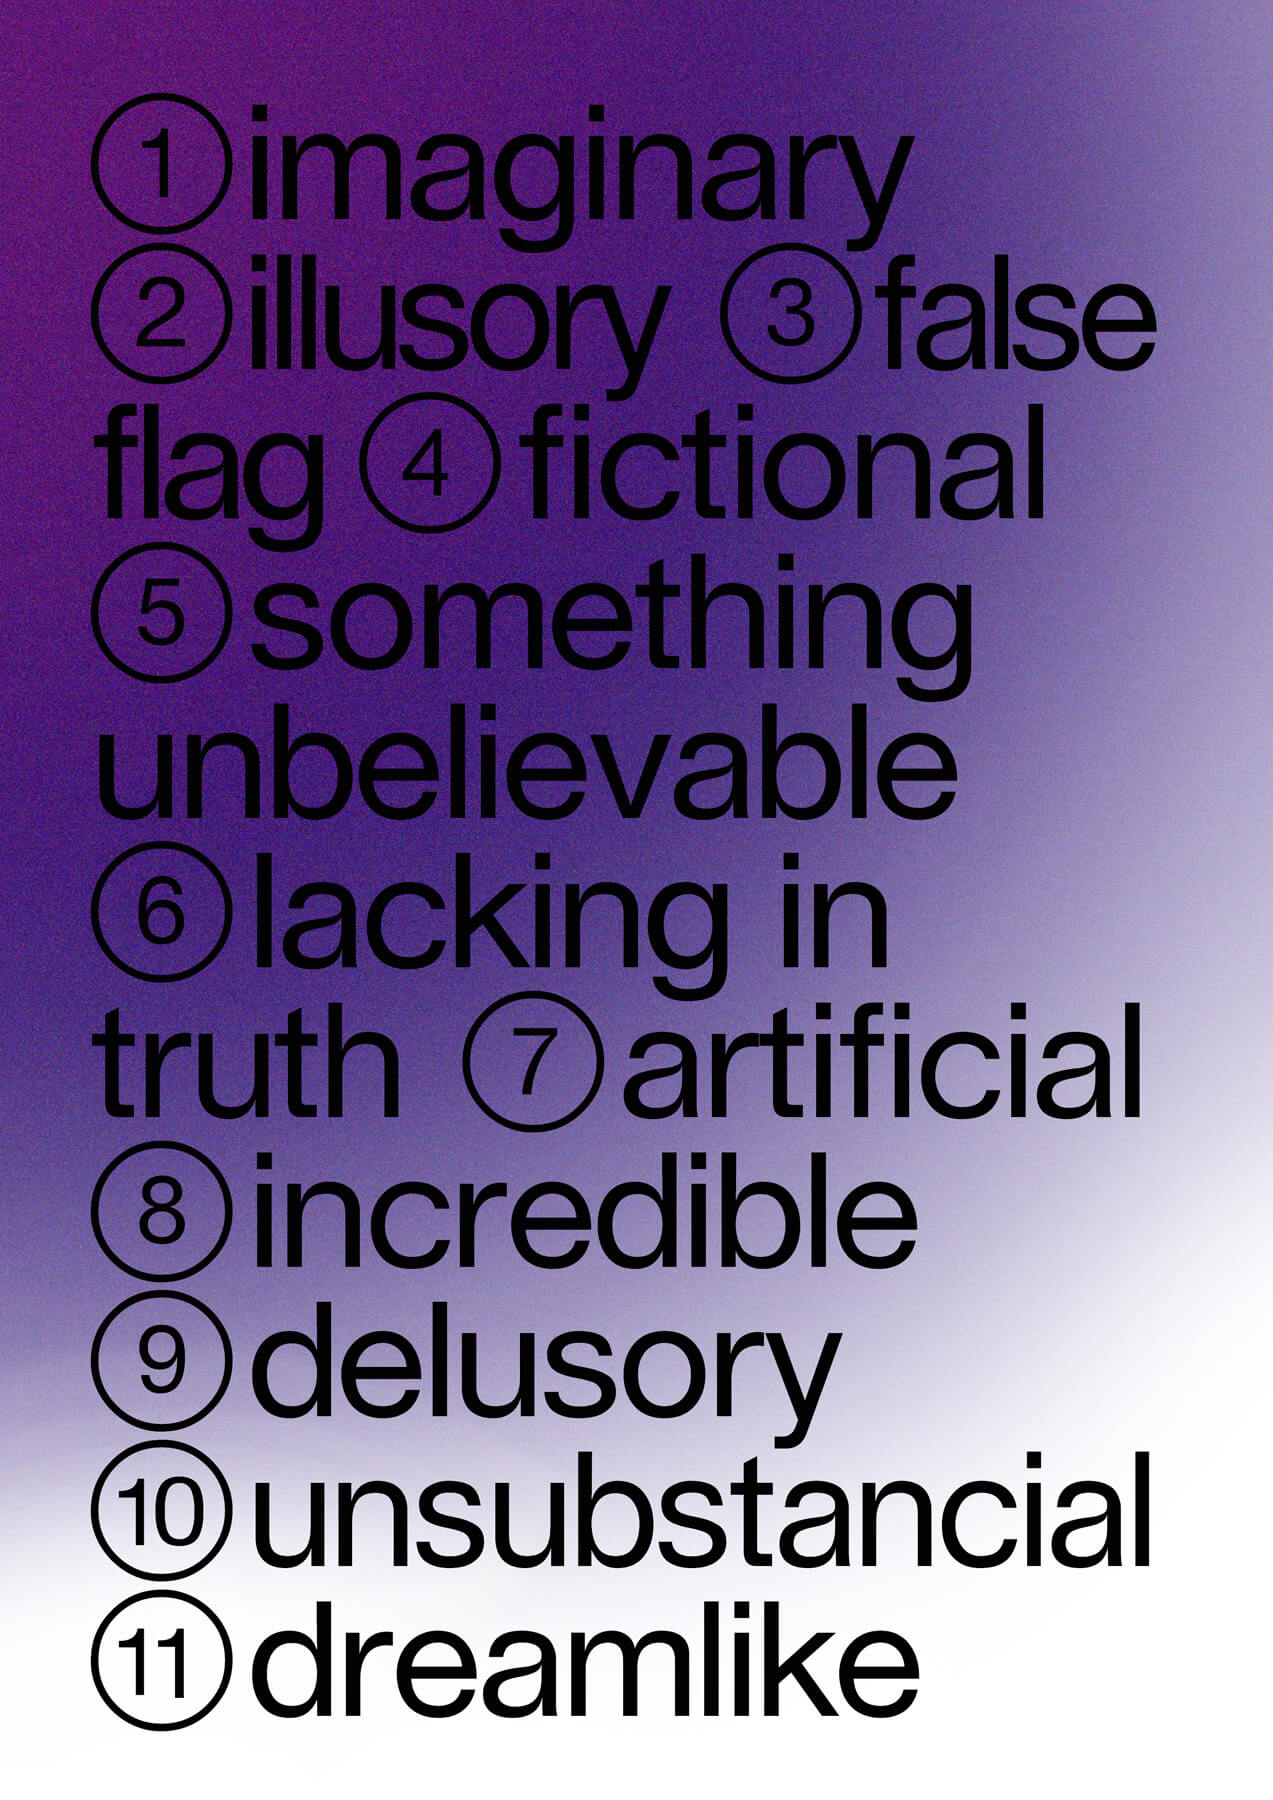 ① imaginary
② illusory ③ false
flag ④ fictional
⑤ something
unbelievable
⑥ lacking in
truth ⑦ artificial
⑧ incredible
⑨ delusory
⑩ unsubstancial
⑪ dreamlike